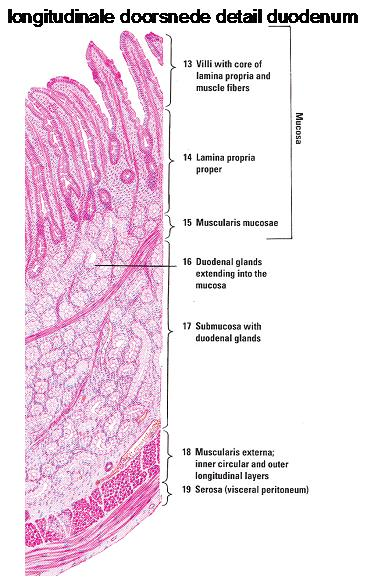 longitudinale doorsnede detail duodenum
13 Villi with core of
lamina propria and
muscle fibers
Mucosa
14 Lamina propria
proper
15 Muscularis mucosae
16 Duodenal glands
extending into the
mucosa
17 Submucosa with
duodenal glands
18 Muscularis externa;
inner circular and outer
longitudinal layers
19 Serosa (visceral peritoneum)